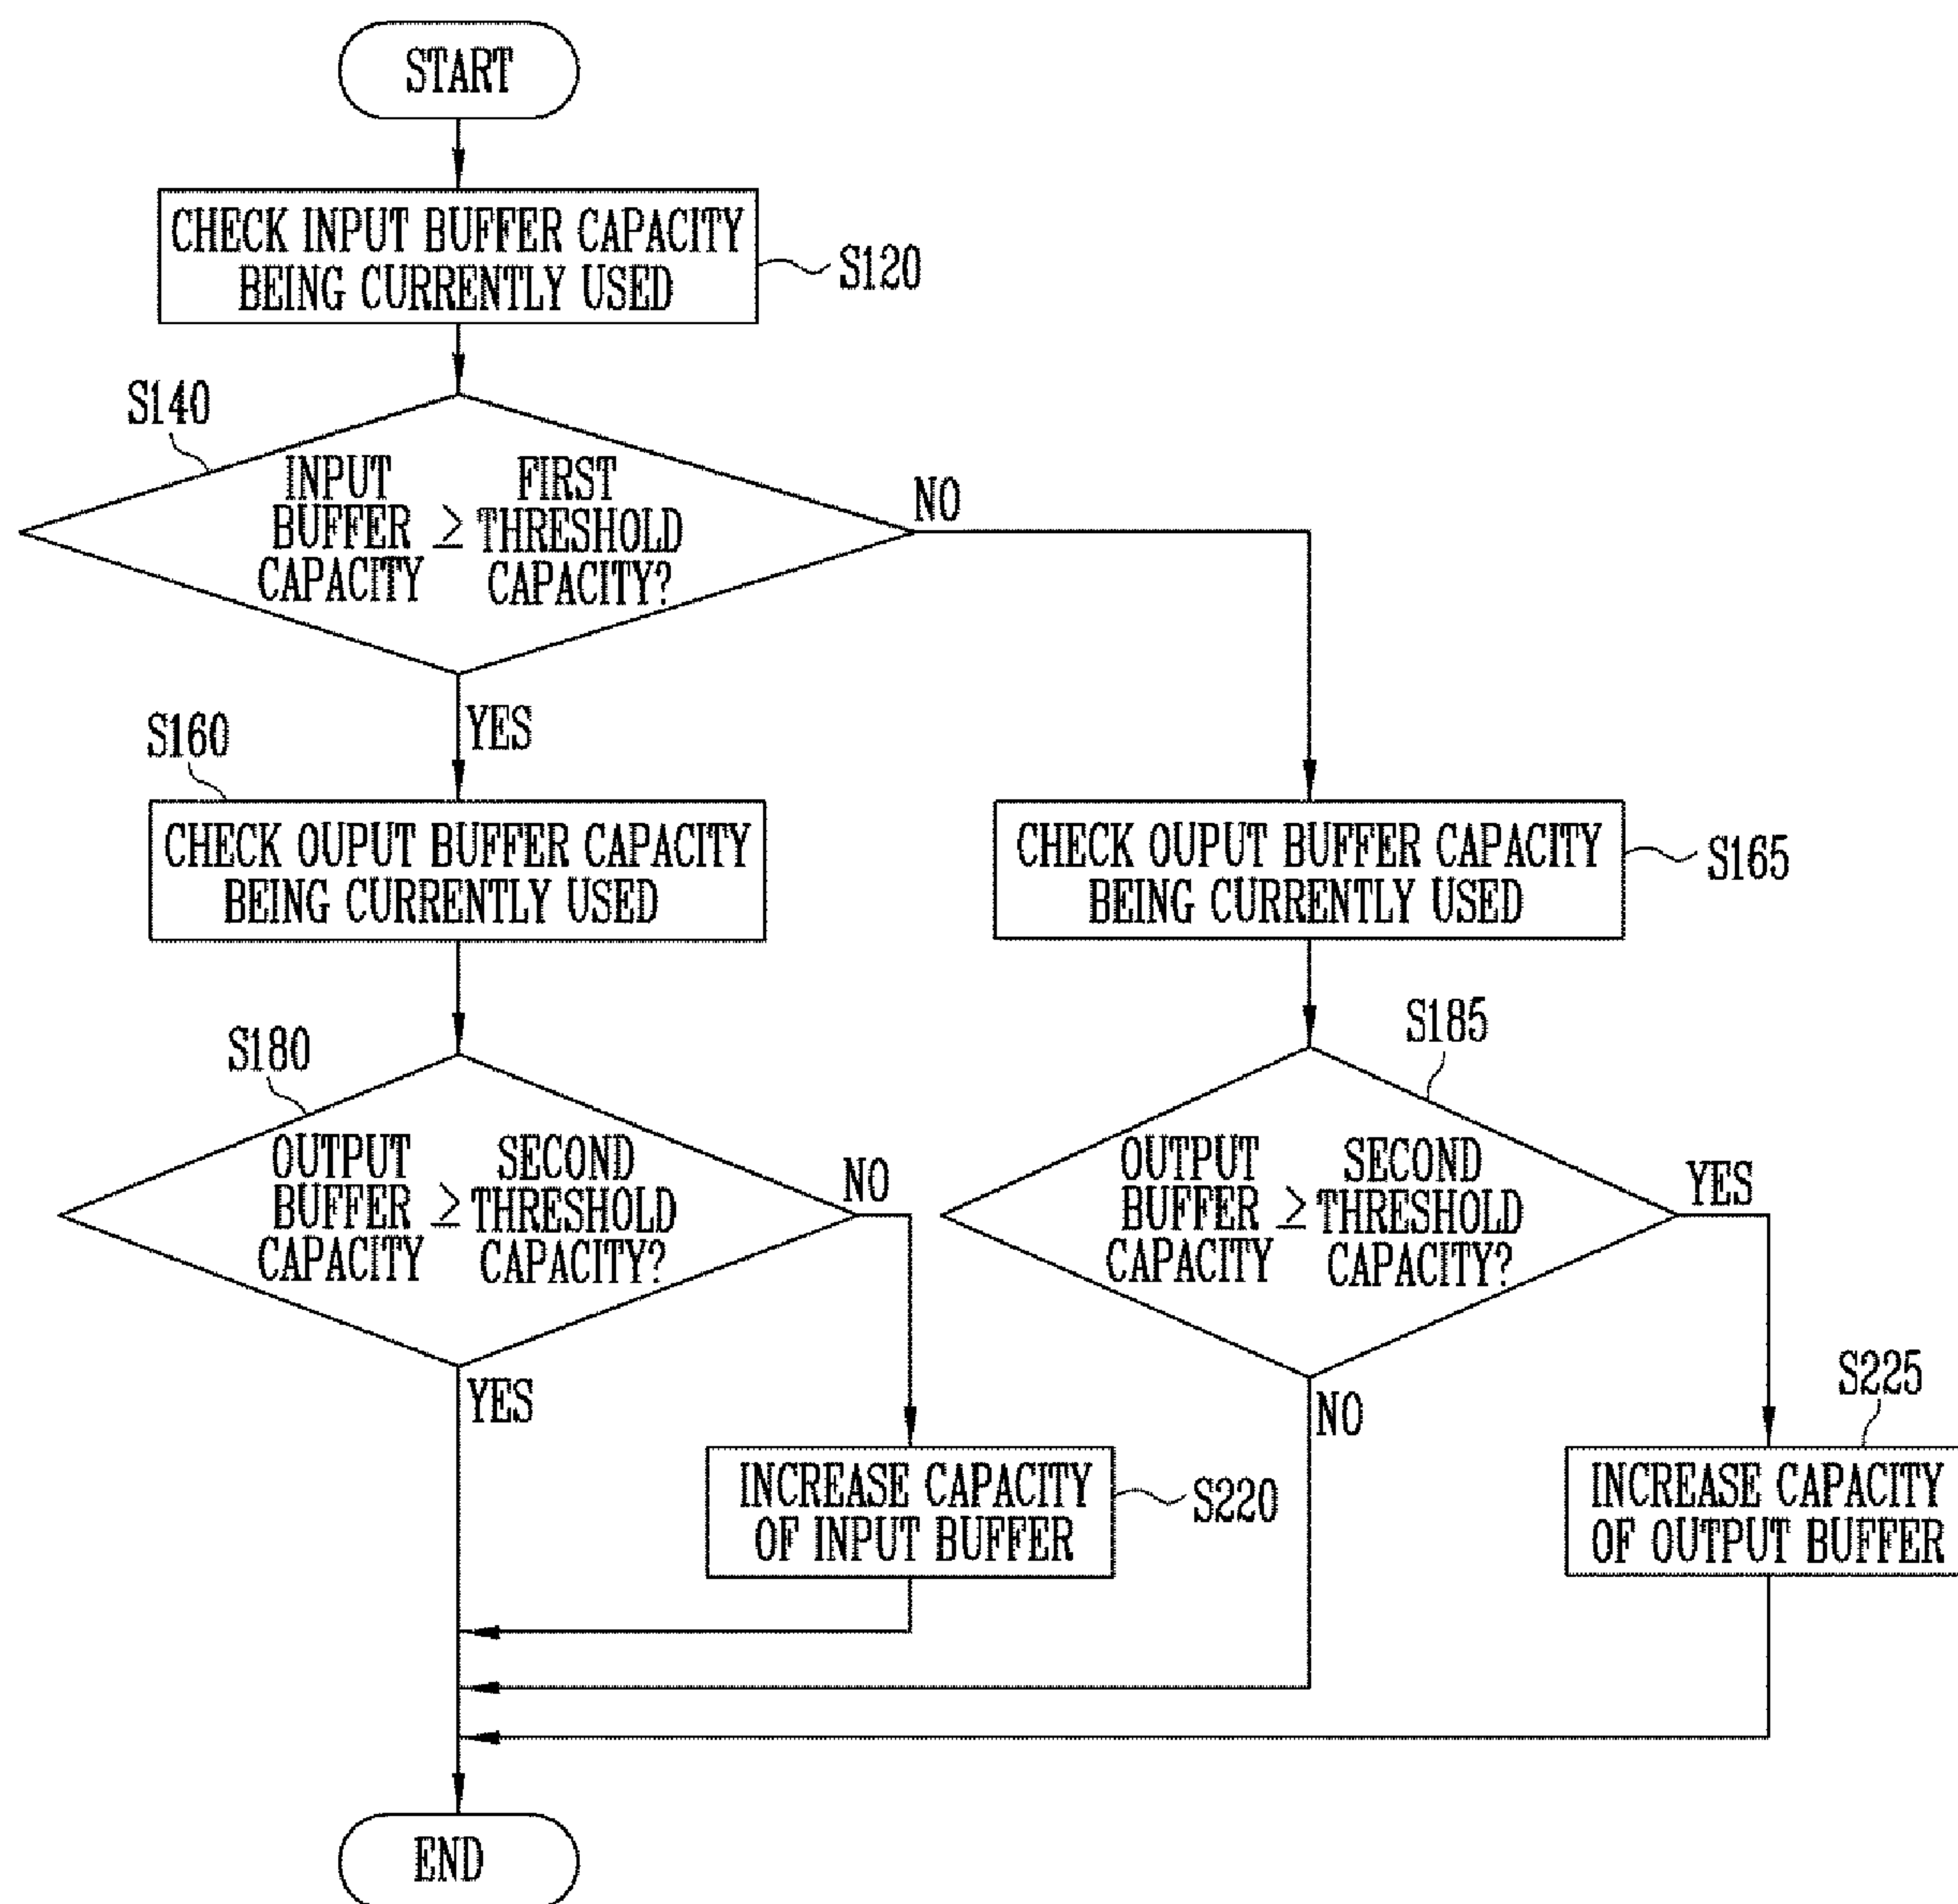 START
CHECK INPUT BUFFER CAPACITY
BEING CURRENTLY USED
S120
S140
INPUT
BUFFER
CAPACITY
≥
FIRST
THRESHOLD
CAPACITY?
NO
YES
S160
CHECK OUPUT BUFFER CAPACITY
BEING CURRENTLY USED
CHECK OUPUT BUFFER CAPACITY
BEING CURRENTLY USED
S165
S180
OUTPUT
BUFFER
CAPACITY
≥
SECOND
THRESHOLD
CAPACITY?
NO
YES
S185
OUTPUT
BUFFER
CAPACITY
≥
SECOND
THRESHOLD
CAPACITY?
YES
NO
INCREASE CAPACITY
OF INPUT BUFFER
S220
S225
INCREASE CAPACITY
OF OUTPUT BUFFER
END